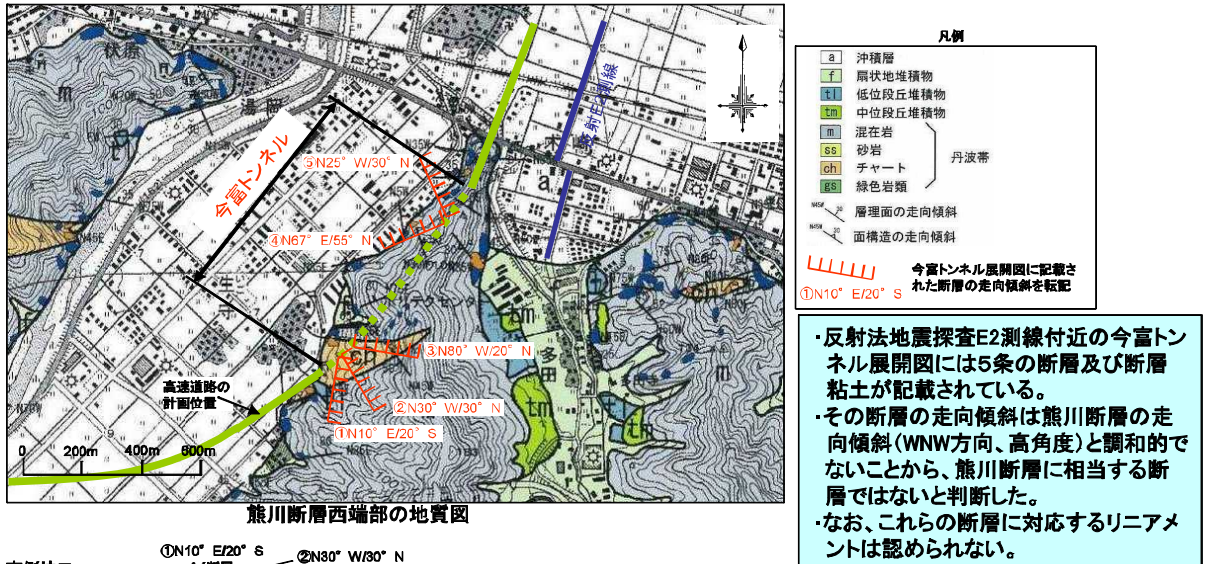 伏原
湯岡
m
N35W
反射E2測線
木崎
a
今富トンネル
⑤N25°W/30°N
N5W
④N67°E/55°N
生守
tm
多田
ch
③N80°W/20°N
②N30°W/30°N
①N10°E/20°S
高速道路の
計画位置
0 200m 400m 600m
熊川断層西端部の地質図
凡例
a 沖積層
f 扇状地堆積物
tl 低位段丘堆積物
tm 中位段丘堆積物
m 混在岩
ss 砂岩
ch チャート
gs 緑色岩類
丹波帯
層理面の走向傾斜
面構造の走向傾斜
①N10°E/20°S
今富トンネル展開図に記載さ
れた断層の走向傾斜を転記
・反射法地震探査E2測線付近の今富トン
ネル展開図には5条の断層及び断層
粘土が記載されている。
・その断層の走向傾斜は熊川断層の走
向傾斜(WNW方向、高角度)と調和的で
ないことから、熊川断層に相当する断
層ではないと判断した。
・なお、これらの断層に対応するリニアメ
ントは認められない。
①N10°E/20°S
②N30°W/30°N